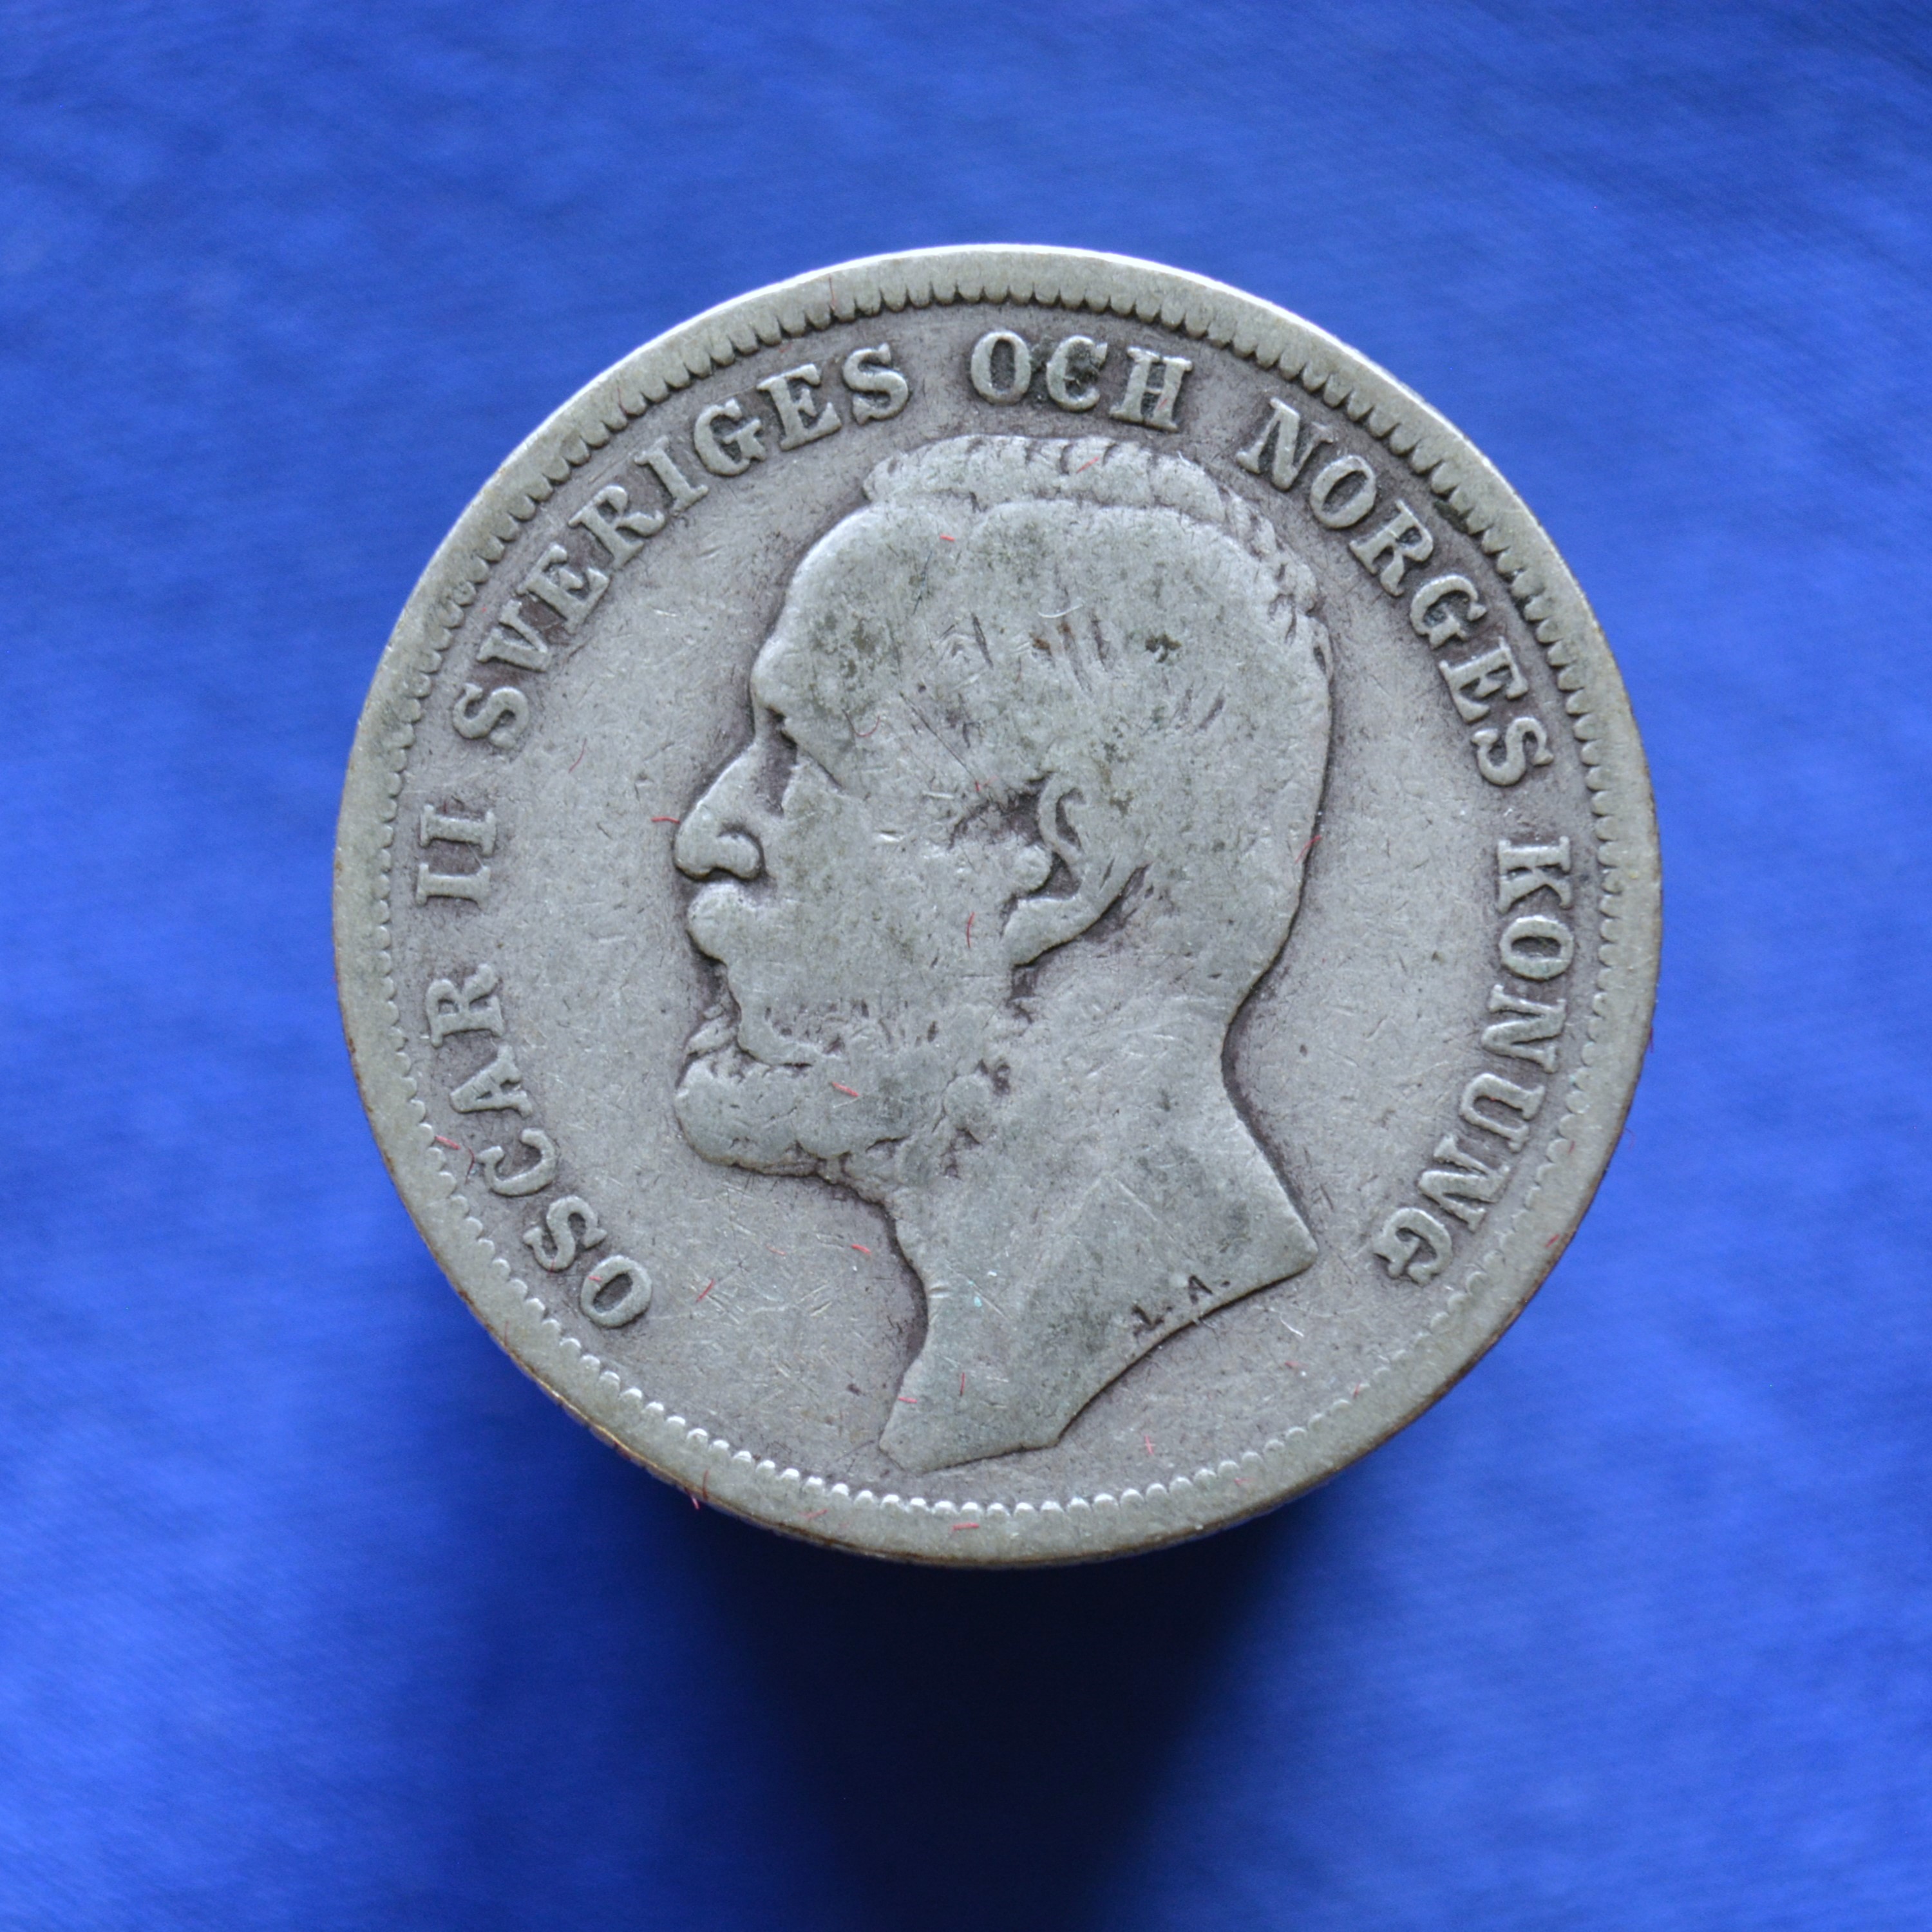 OSCAR II SVERIGES OCH NORGES KONUNG
L. A.